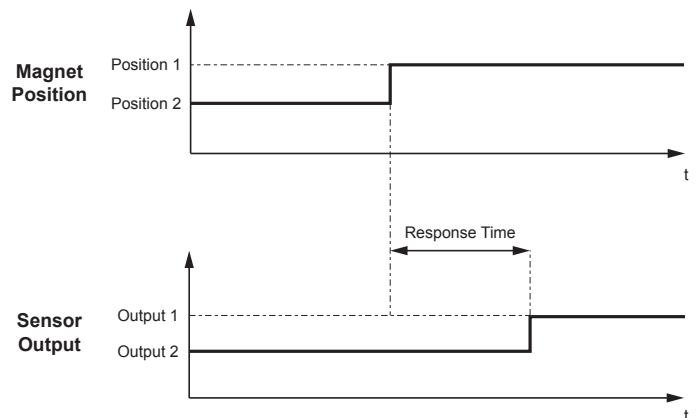 Magnet
Position
Position 1
Position 2
t
Response Time
Sensor
Output
Output 1
Output 2
t